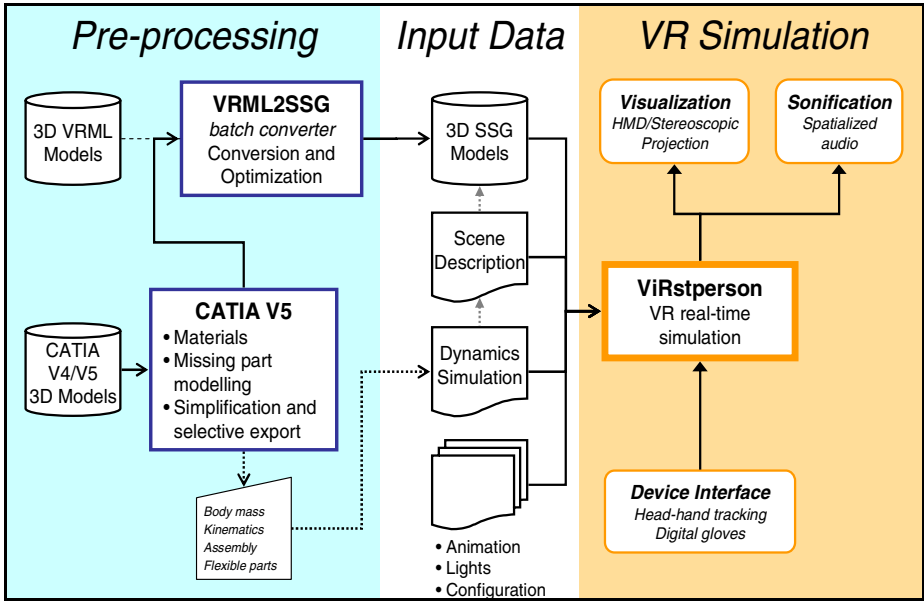 Pre-processing
Input Data
VR Simulation
3D VRML
Models
VRML2SSG
batch converter
Conversion and
Optimization
CATIA
V4/V5
3D Models
CATIA V5
• Materials
• Missing part
modelling
• Simplification and
selective export
Body mass
Kinematics
Assembly
Flexible parts
3D SSG
Models
Scene
Description
Dynamics
Simulation
• Animation
• Lights
• Configuration
Visualization
HMD/Stereoscopic
Projection
Sonification
Spatialized
audio
ViRstperson
VR real-time
simulation
Device Interface
Head-hand tracking
Digital gloves